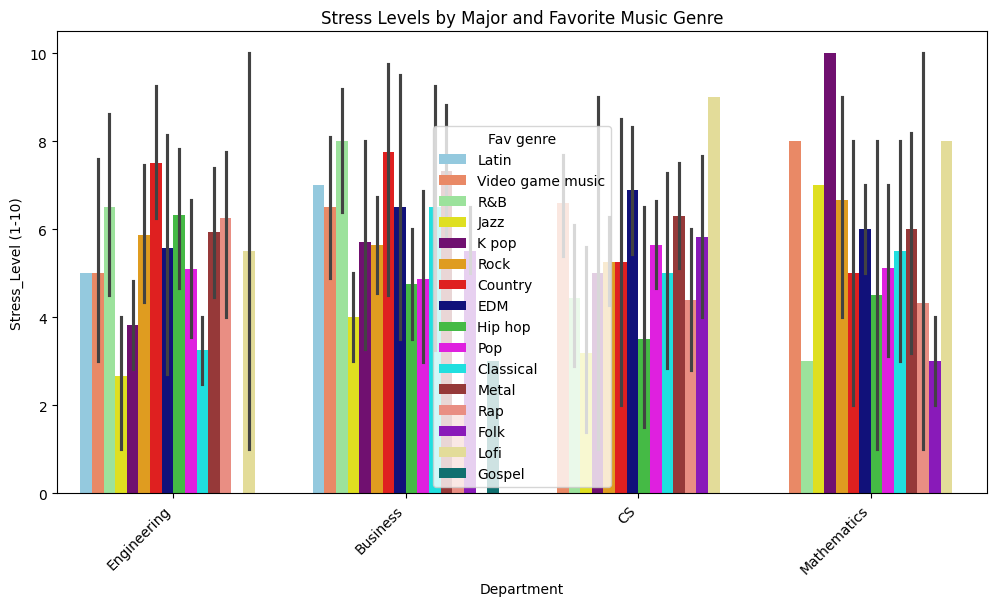 Stress Levels by Major and Favorite Music Genre
Stress_Level (1-10)
10
8
6
4
2
0
Fav genre
Latin
Video game music
R&B
Jazz
K pop
Rock
Country
EDM
Hip hop
Pop
Classical
Metal
Rap
Folk
Lofi
Gospel
Engineering
Business
CS
Mathematics
Department